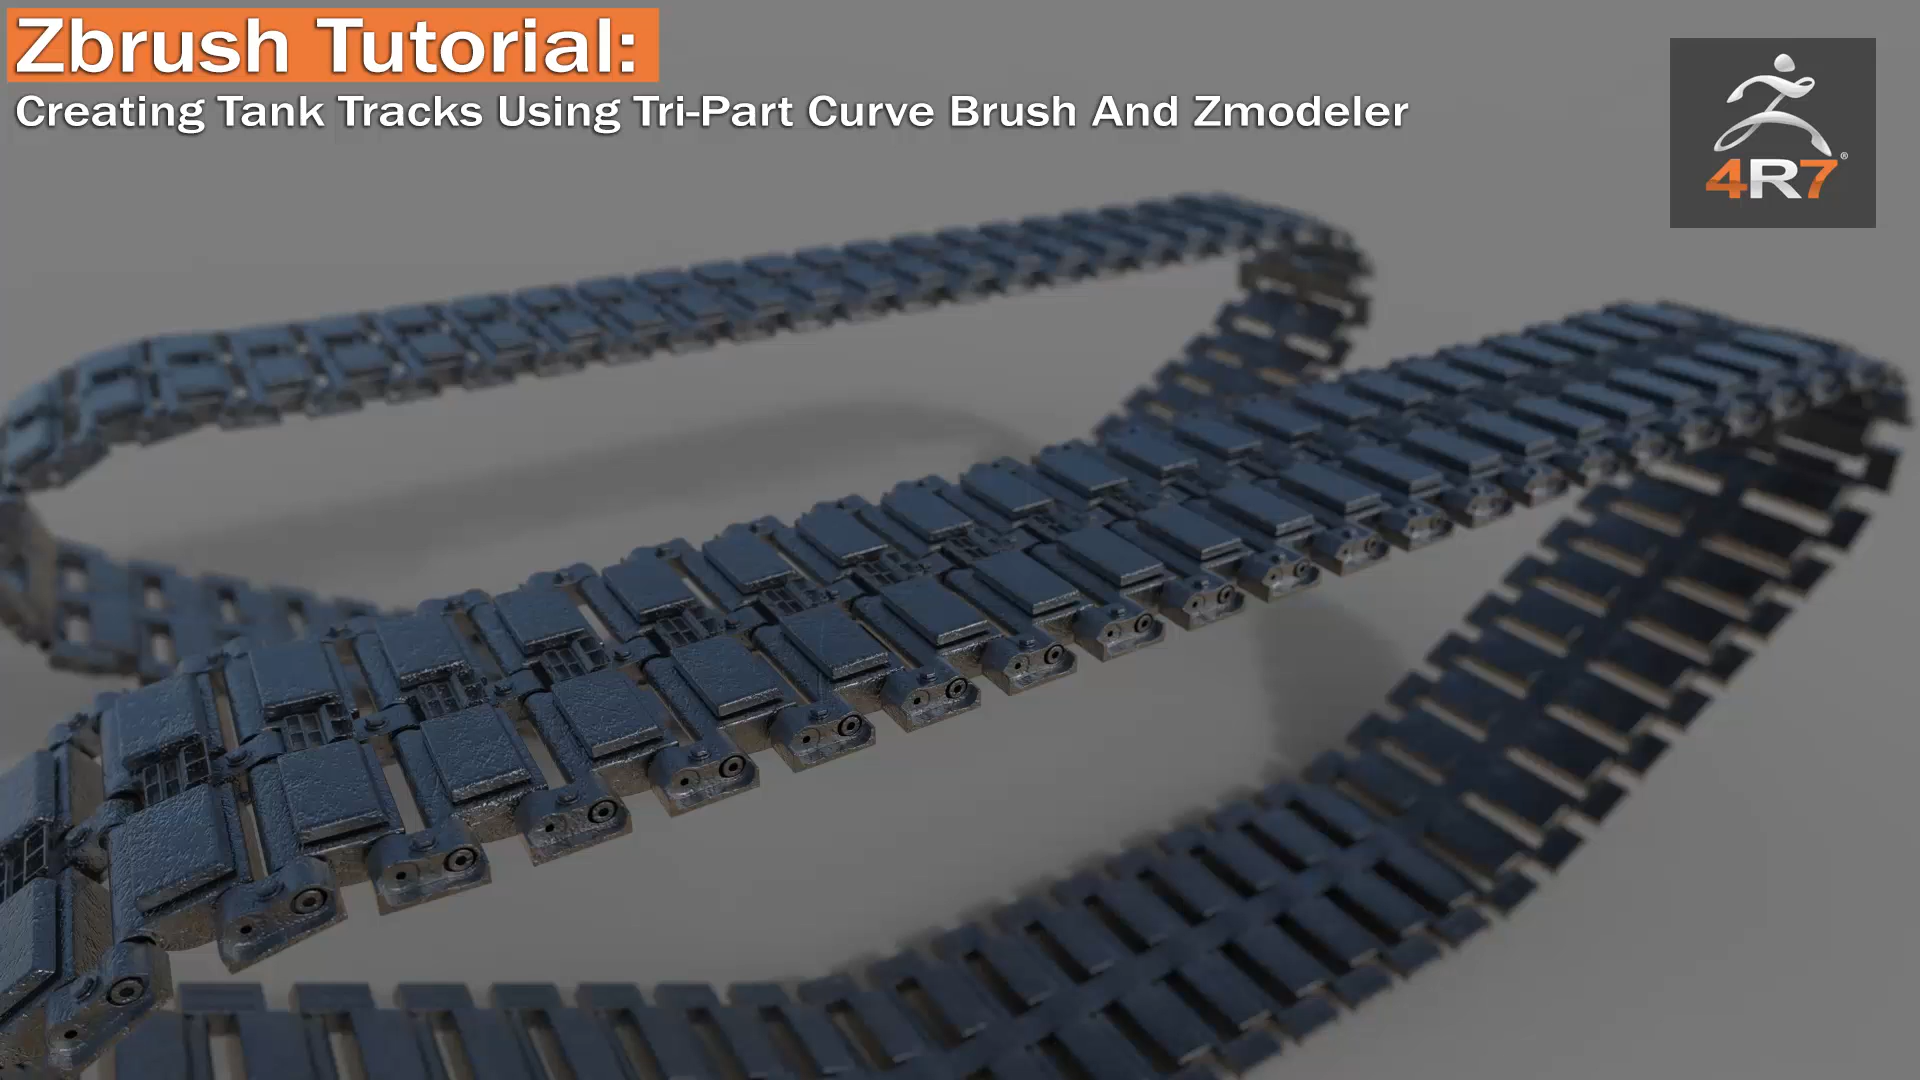 Zbrush Tutorial:
Creating Tank Tracks Using Tri-Part Curve Brush And Zmodeler
4R7®